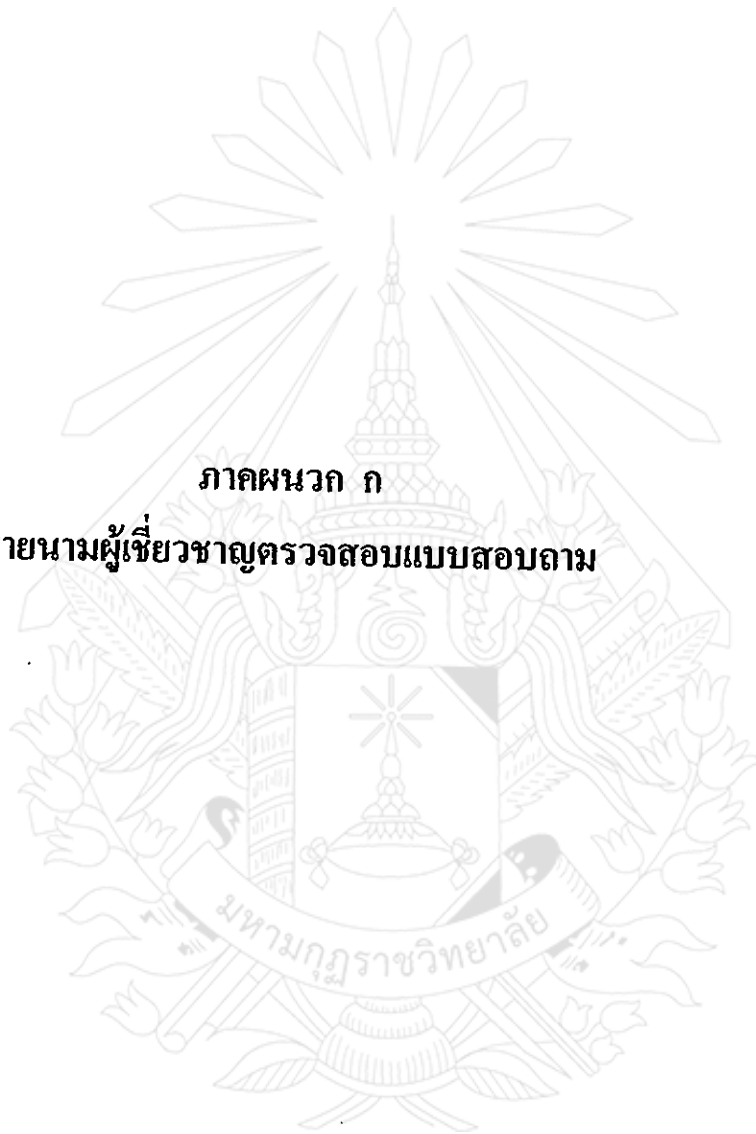 ภาคผนวก ก
ายนามผู้เชี่ยวชาญตรวจสอบแบบสอบถาม
มหามกุฏราชวิทยาลัย